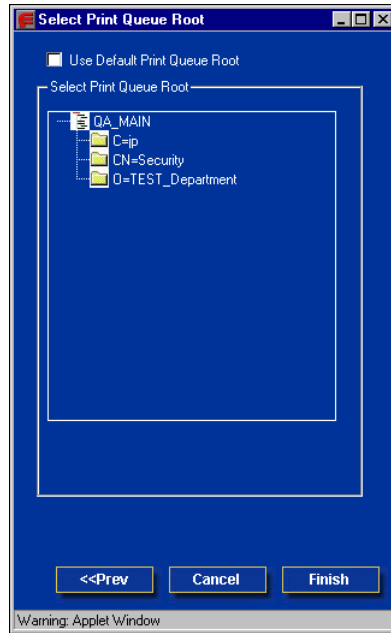 Select Print Queue Root
Use Default Print Queue Root
Select Print Queue Root
QA_MAIN
C=jp
CN=Security
O=TEST_Department
<<Prev
Cancel
Finish
Warning: Applet Window